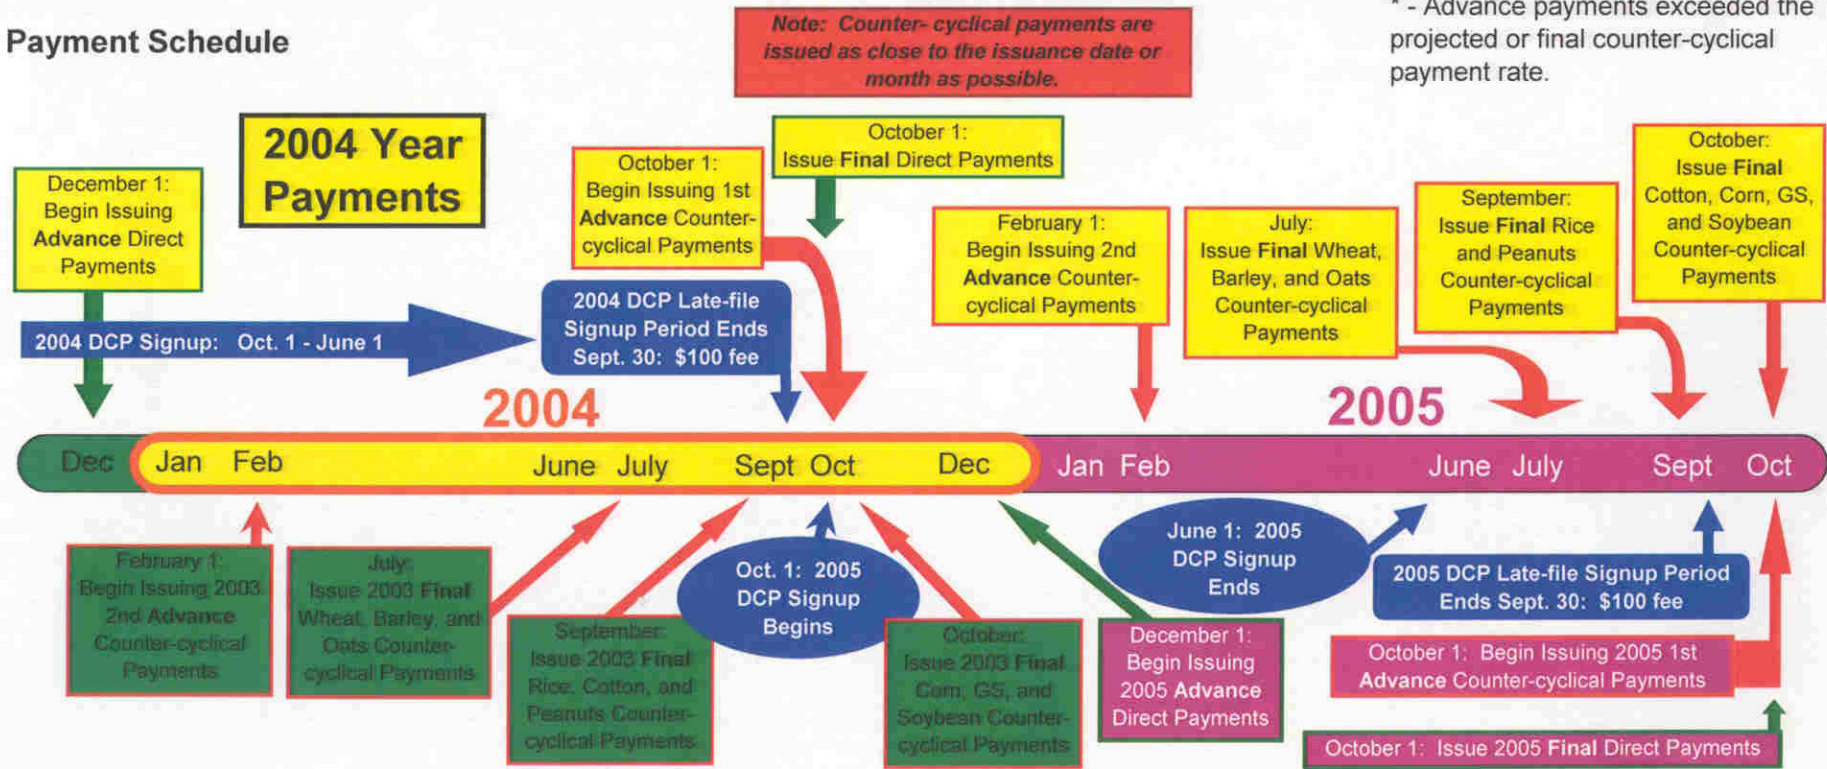 Payment Schedule
Note: Counter- cyclical payments are
issued as close to the issuance date or
month as possible.
* - Advance payments exceeded the
projected or final counter-cyclical
payment rate.
2004 Year
Payments
December 1:
Begin Issuing
Advance Direct
Payments
October 1:
Begin Issuing 1st
Advance Counter-
cyclical Payments
October 1:
Issue Final Direct Payments
February 1:
Begin Issuing 2nd
Advance Counter-
cyclical Payments
July:
Issue Final Wheat,
Barley, and Oats
Counter-cyclical
Payments
September:
Issue Final Rice
and Peanuts
Counter-cyclical
Payments
October:
Issue Final
Cotton, Corn, GS,
and Soybean
Counter-cyclical
Payments
2004 DCP Signup: Oct. 1 - June 1
2004 DCP Late-file
Signup Period Ends
Sept. 30: $100 fee
2004
2005
Dec Jan Feb June July Sept Oct Dec Jan Feb June July Sept Oct
February 1:
Begin Issuing 2003
2nd Advance
Counter-cyclical
Payments
July:
Issue 2003 Final
Wheat, Barley, and
Oats Counter-
cyclical Payments
September:
Issue 2003 Final
Rice, Cotton, and
Peanuts Counter-
cyclical Payments
Oct. 1: 2005
DCP Signup
Begins
October:
Issue 2003 Final
Corn, GS, and
Soybean Counter-
cyclical Payments
December 1:
Begin Issuing
2005 Advance
Direct Payments
June 1: 2005
DCP Signup
Ends
2005 DCP Late-file Signup Period
Ends Sept. 30: $100 fee
October 1: Begin Issuing 2005 1st
Advance Counter-cyclical Payments
October 1: Issue 2005 Final Direct Payments